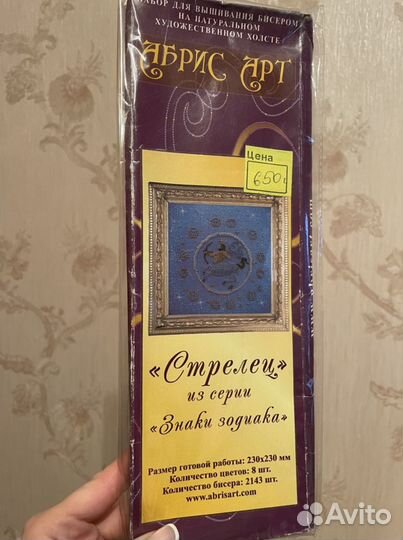 НАБОР ДЛЯ ВЫШИВАНИЯ БИСЕРОМ
НА НАТУРАЛЬНОМ
ХУДОЖЕСТВЕННОМ ХОЛСТЕ
АБРИС АРТ
Цена
650
«Стрелец»
из серии
«Знаки зодиака»
Размер готовой работы: 230х230 мм
Количество цветов: 8 шт.
Количество бисера: 2143 шт.
www.abrisart.com
Avito